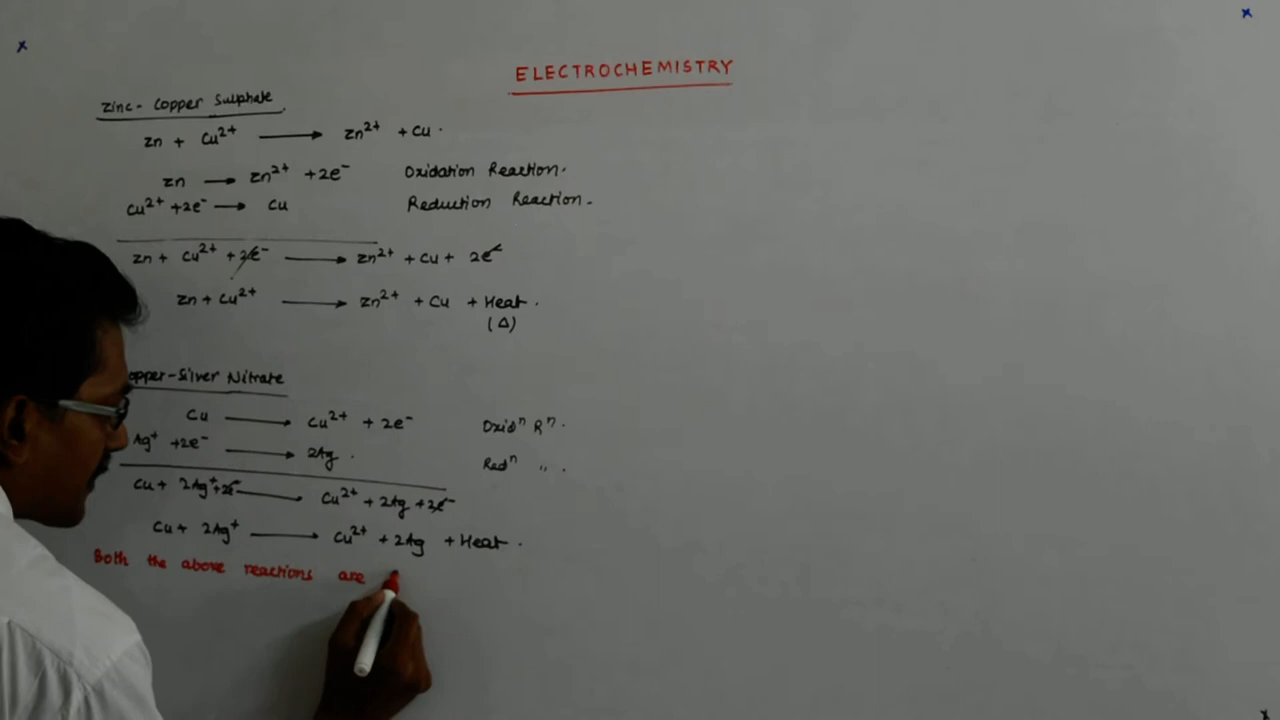 ELECTROCHEMISTRY
Zinc - Copper Sulphate
Zn + Cu²⁺ ⟶ Zn²⁺ + Cu.
Zn ⟶ Zn²⁺ + 2e⁻ Oxidation Reaction.
Cu²⁺ + 2e⁻ ⟶ Cu Reduction Reaction.
Zn + Cu²⁺ + 2e⁻ ⟶ Zn²⁺ + Cu + 2e⁻
Zn + Cu²⁺ ⟶ Zn²⁺ + Cu + Heat.
(Δ)
opper-Silver Nitrate
Cu ⟶ Cu²⁺ + 2e⁻ Oxidⁿ Rⁿ.
Ag⁺ + 2e⁻ ⟶ 2Ag. Redⁿ ,, .
Cu + 2Ag⁺ + 2e⁻ ⟶ Cu²⁺ + 2Ag + 2e⁻
Cu + 2Ag⁺ ⟶ Cu²⁺ + 2Ag + Heat.
Both the above reactions are